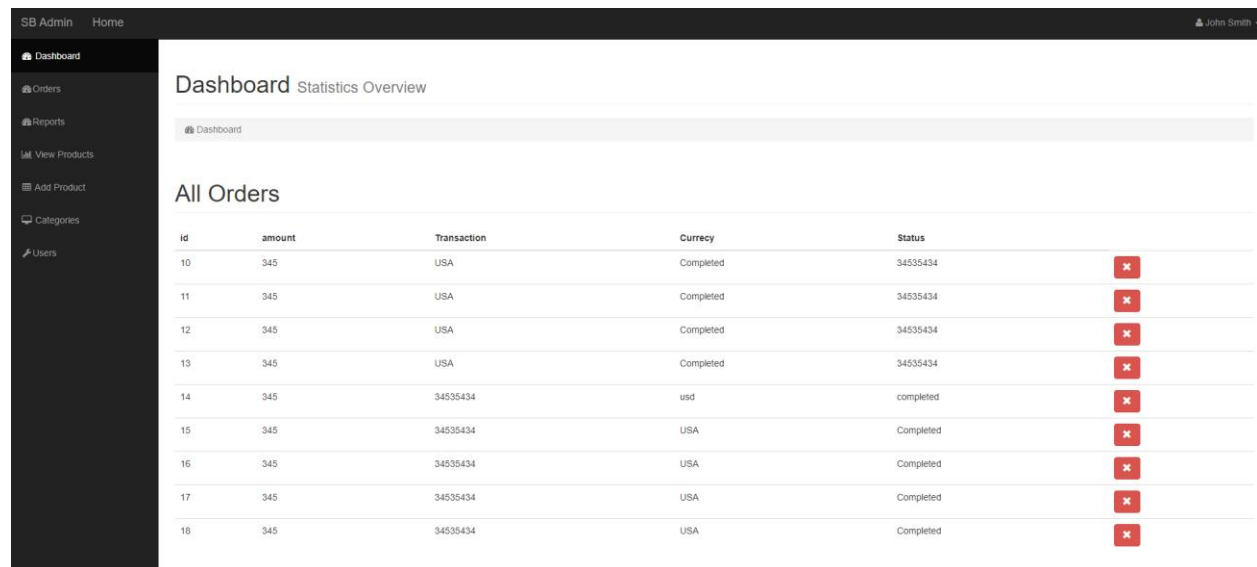 SB Admin Home John Smith
Dashboard
Orders
Reports
View Products
Add Product
Categories
Users
Dashboard Statistics Overview
Dashboard
All Orders
id amount Transaction Currecy Status
10 345 USA Completed 34535434
11 345 USA Completed 34535434
12 345 USA Completed 34535434
13 345 USA Completed 34535434
14 345 34535434 usd completed
15 345 34535434 USA Completed
16 345 34535434 USA Completed
17 345 34535434 USA Completed
18 345 34535434 USA Completed